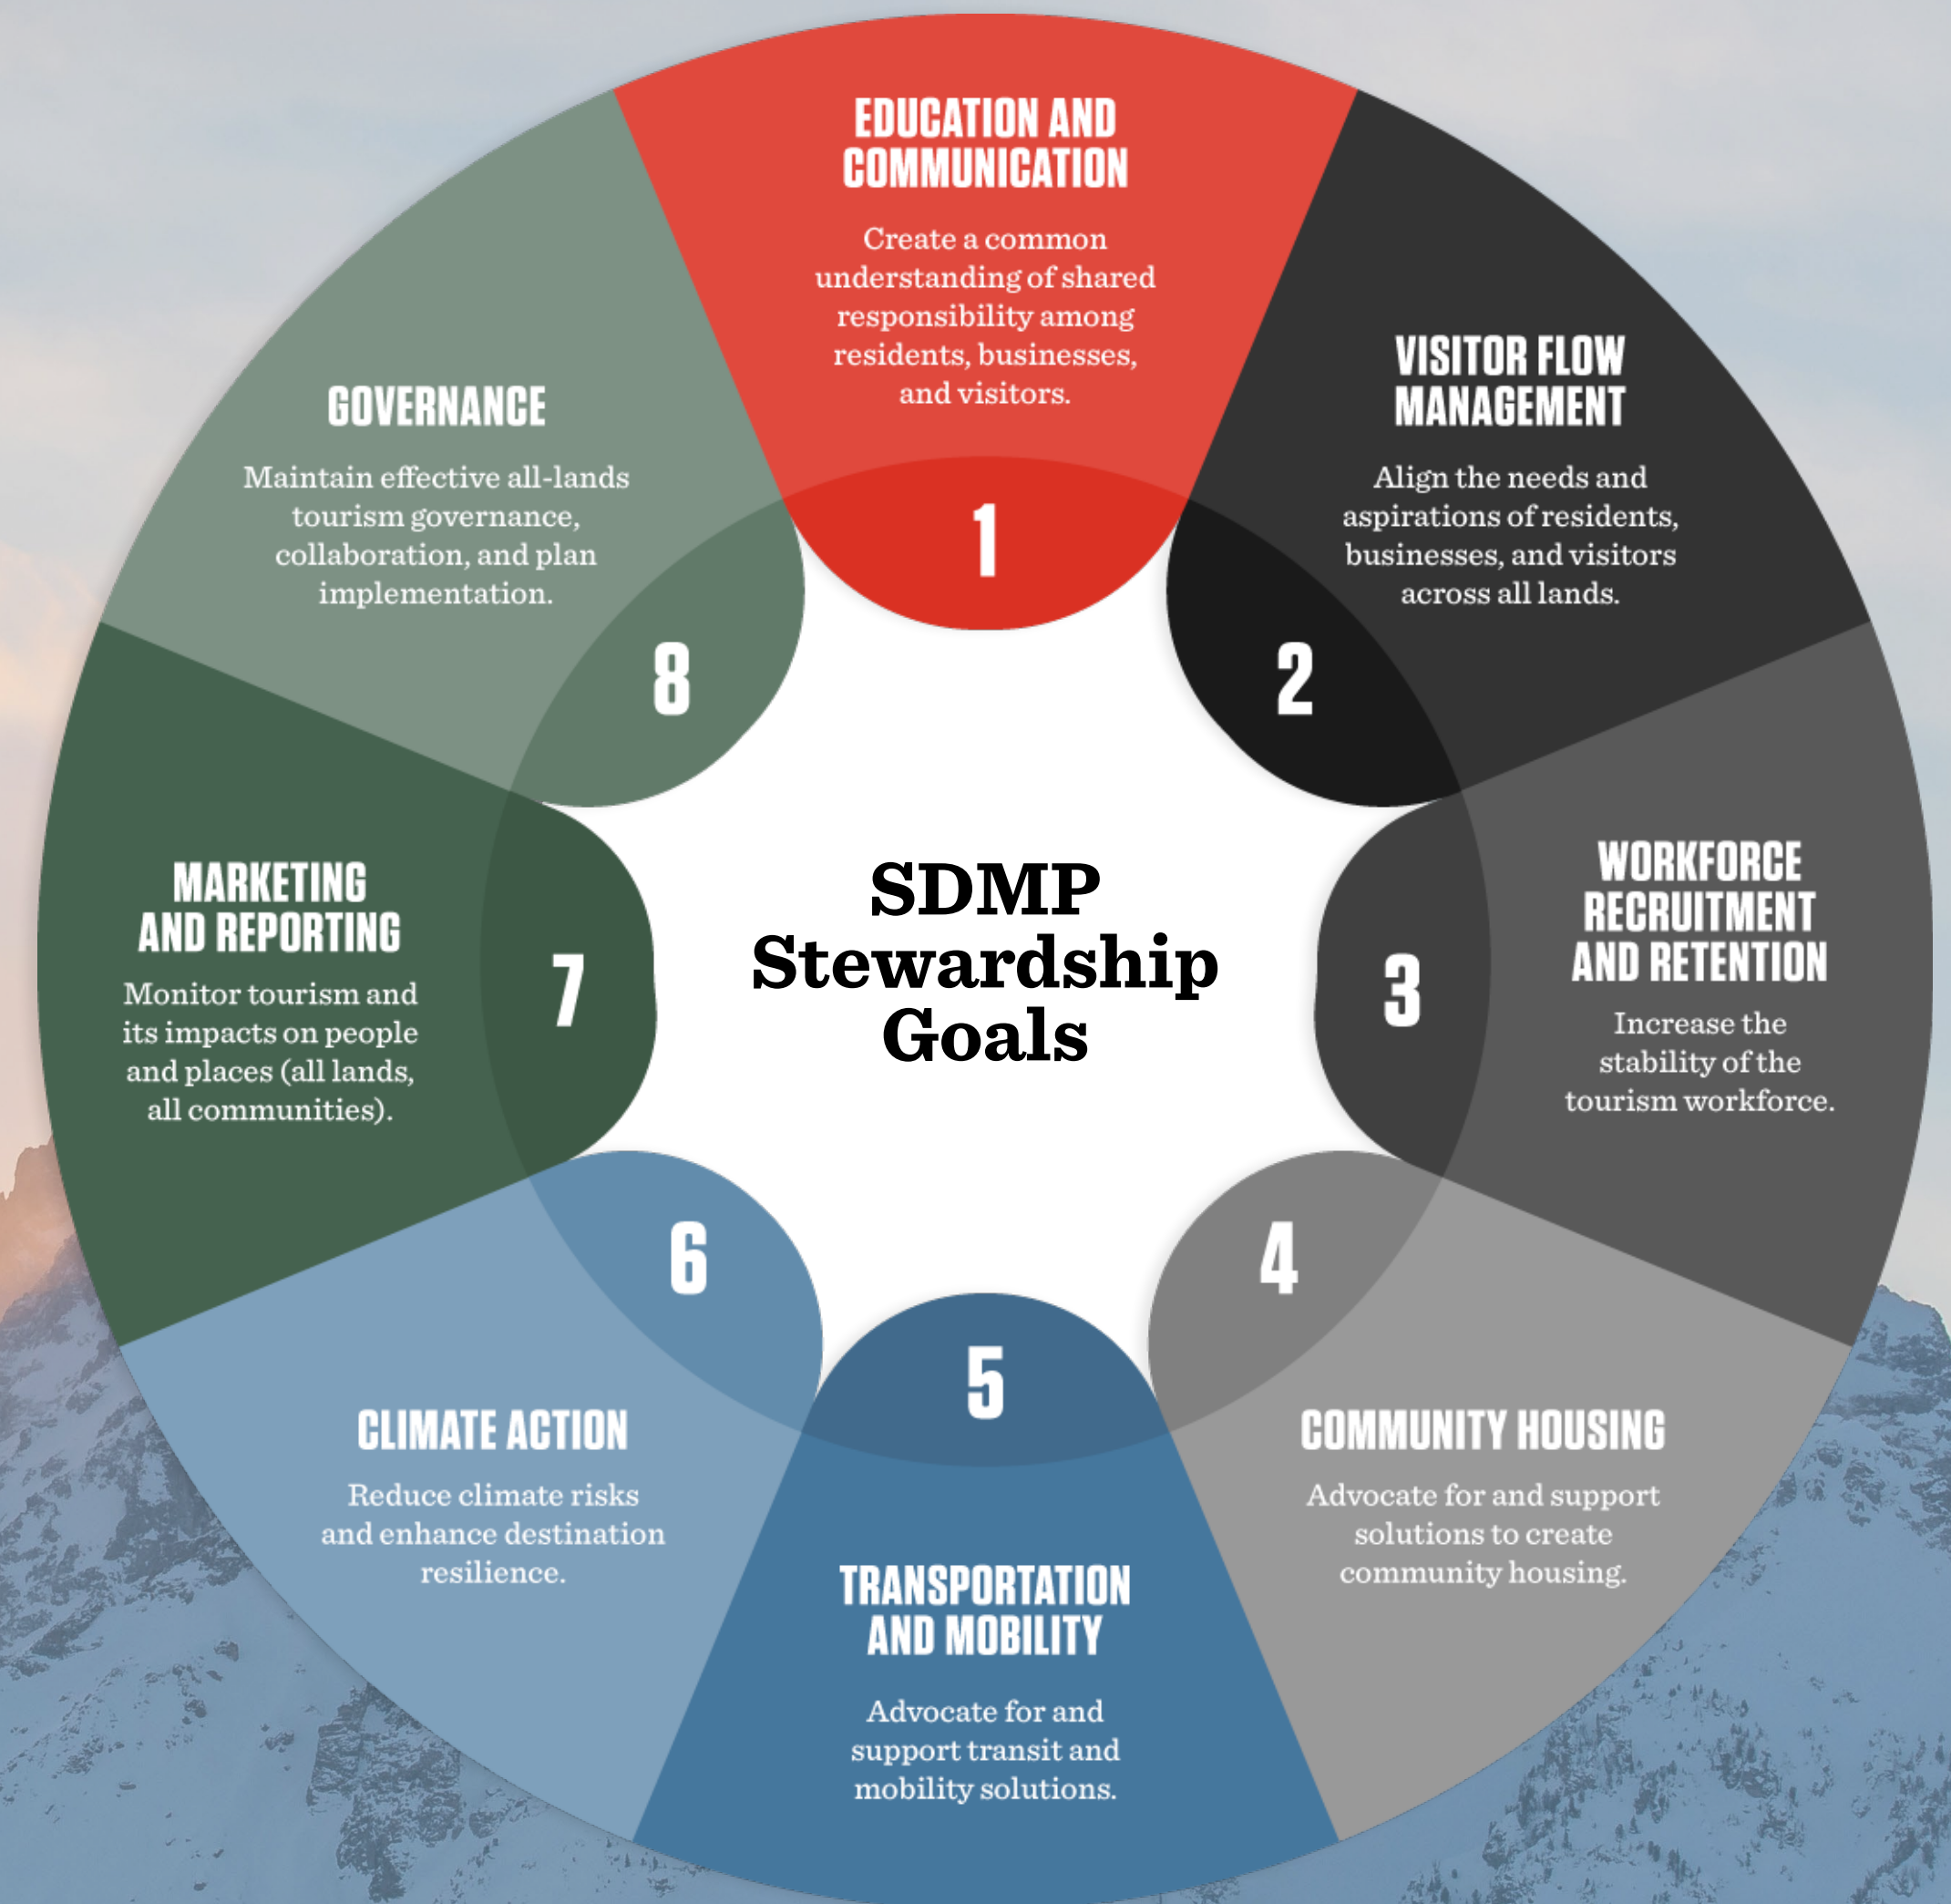 SDMP
Stewardship
Goals
EDUCATION AND
COMMUNICATION
Create a common
understanding of shared
responsibility among
residents, businesses,
and visitors.
1
VISITOR FLOW
MANAGEMENT
Align the needs and
aspirations of residents,
businesses, and visitors
across all lands.
2
WORKFORCE
RECRUITMENT
AND RETENTION
Increase the
stability of the
tourism workforce.
3
COMMUNITY HOUSING
Advocate for and support
solutions to create
community housing.
4
TRANSPORTATION
AND MOBILITY
Advocate for and
support transit and
mobility solutions.
5
CLIMATE ACTION
Reduce climate risks
and enhance destination
resilience.
6
MARKETING
AND REPORTING
Monitor tourism and
its impacts on people
and places (all lands,
all communities).
7
GOVERNANCE
Maintain effective all-lands
tourism governance,
collaboration, and plan
implementation.
8